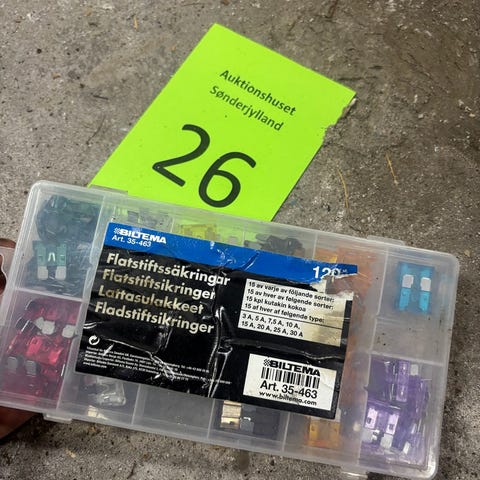 Auktionshuset
Sønderjylland
26
BILTEMA
Art. 35-463
120
Flatstiftssäkringar
Flatstiftsikringer
Lattasulakkeet
Fladstiftsikringer
15 av varje av följande sorter:
15 av hver av følgende sorter:
15 kpl kutakin kokoa
15 af hver af følgende type:
3 A, 5 A, 7,5 A, 10 A,
15 A, 20 A, 25 A, 30 A
BILTEMA
Art. 35-463
www.biltema.com